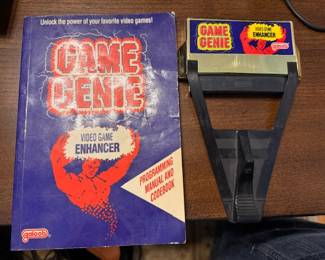 Unlock the power of your favorite video games!
GAME
GENIE
VIDEO GAME
ENHANCER
PROGRAMMING
MANUAL AND
CODEBOOK
galoob
GAME
GENIE
VIDEO GAME
ENHANCER
galoob